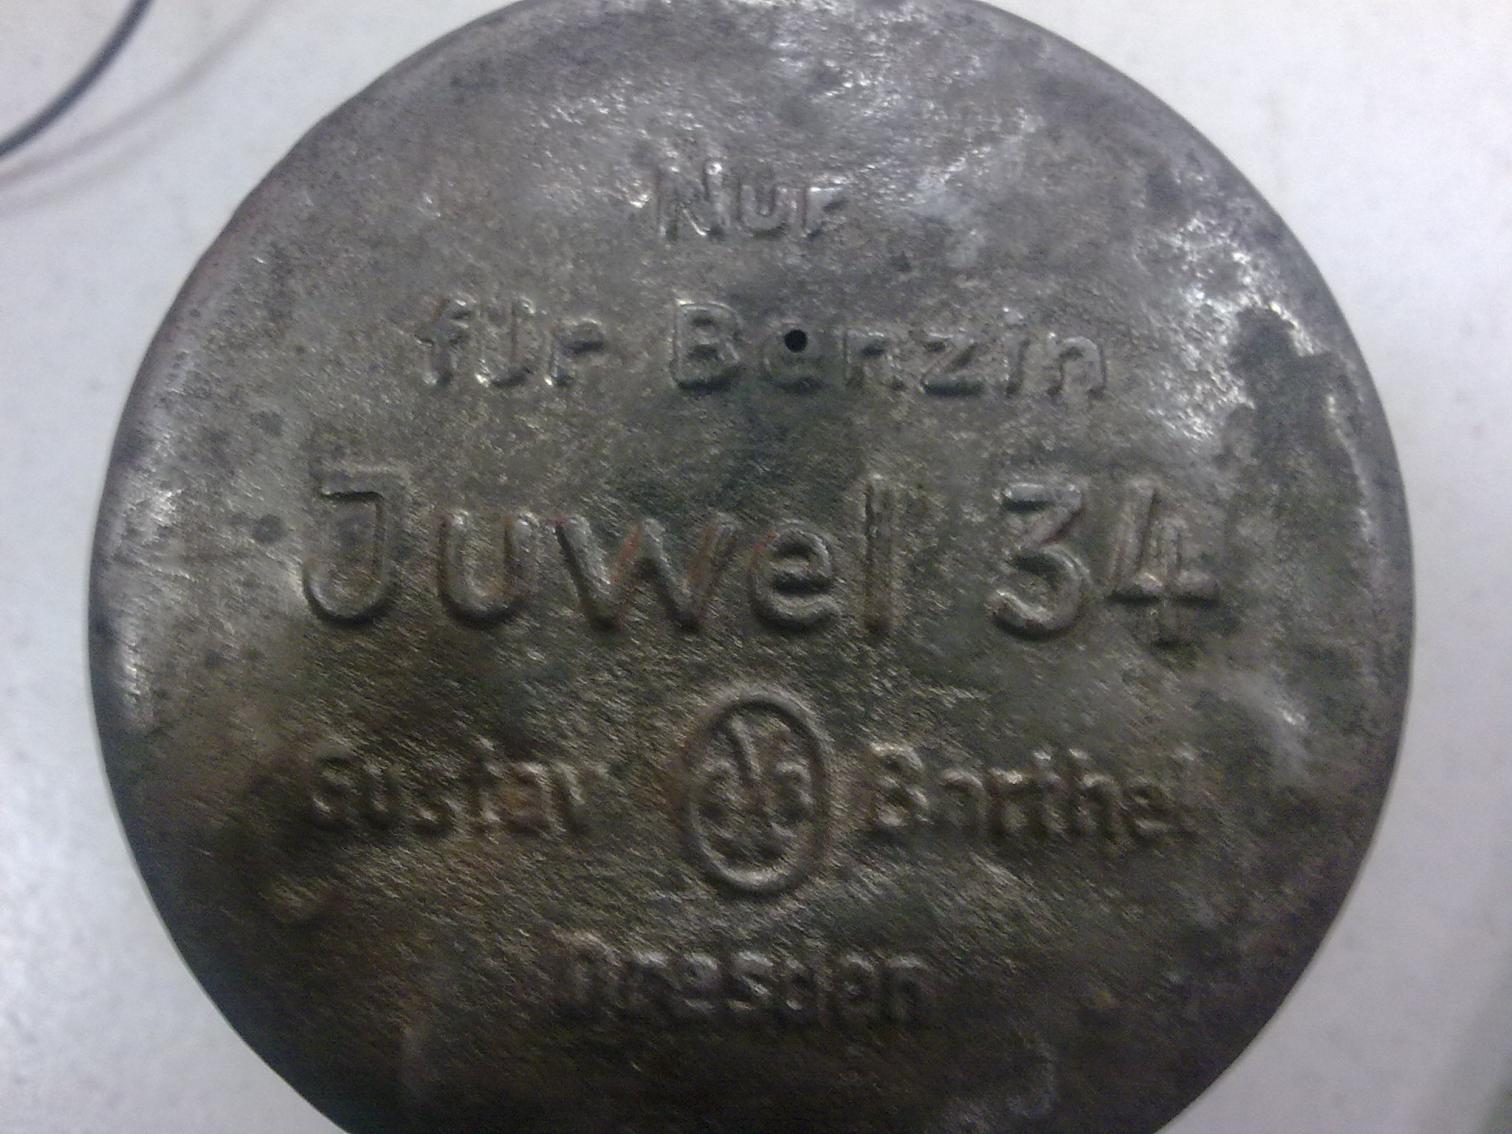 Nur
für Benzin
Juwel 34
Gustav Barthel
Dresden